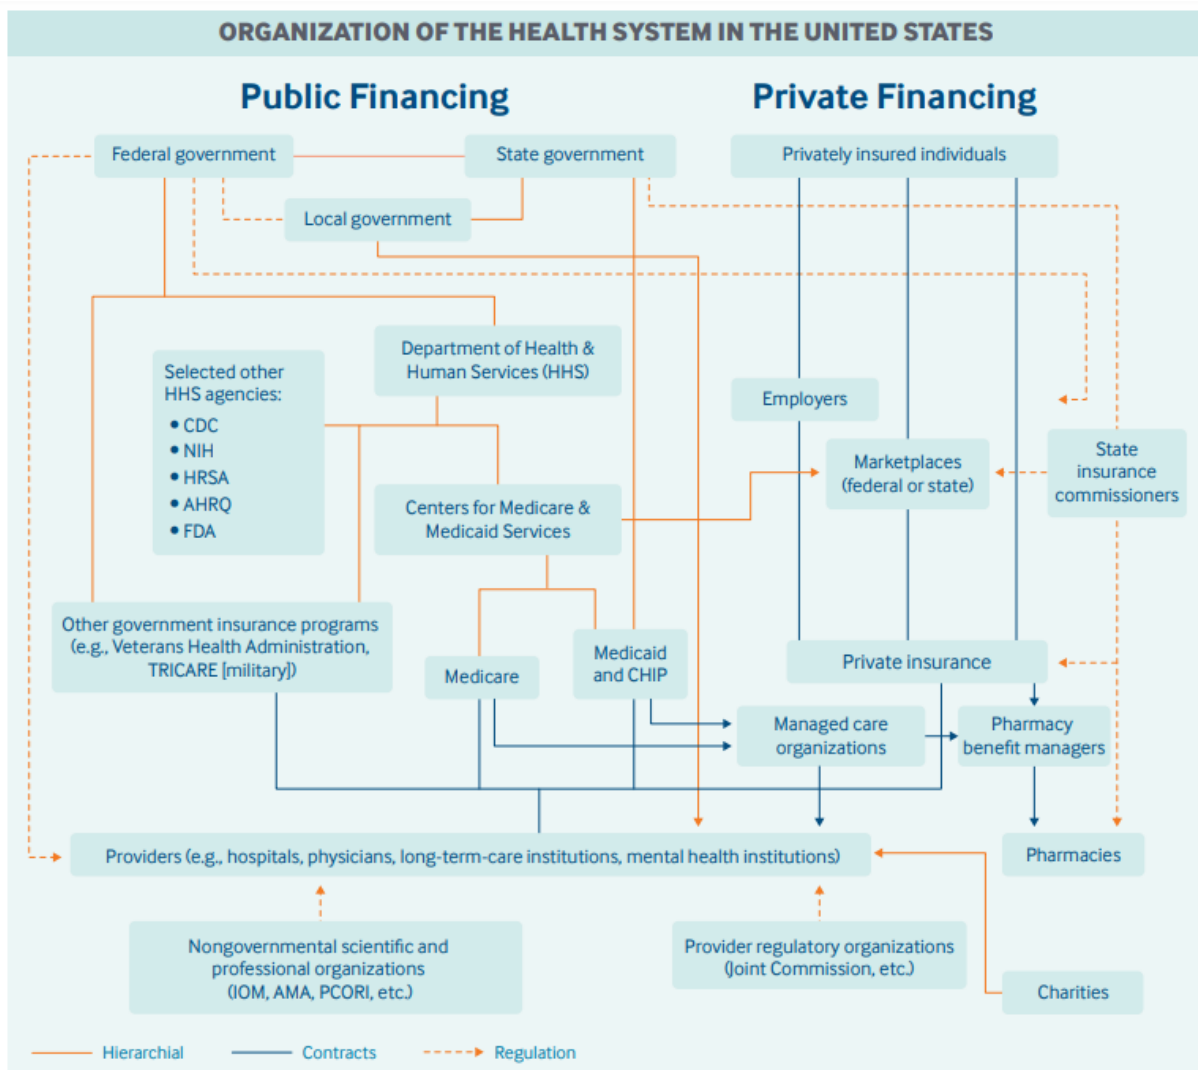 ORGANIZATION OF THE HEALTH SYSTEM IN THE UNITED STATES
Public Financing
Private Financing
Federal government
State government
Privately insured individuals
Local government
Department of Health &
Human Services (HHS)
Selected other
HHS agencies:
• CDC
• NIH
• HRSA
• AHRQ
• FDA
Employers
Marketplaces
(federal or state)
State
insurance
commissioners
Centers for Medicare &
Medicaid Services
Other government insurance programs
(e.g., Veterans Health Administration,
TRICARE [military])
Medicare
Medicaid
and CHIP
Private insurance
Managed care
organizations
Pharmacy
benefit managers
Providers (e.g., hospitals, physicians, long-term-care institutions, mental health institutions)
Pharmacies
Nongovernmental scientific and
professional organizations
(IOM, AMA, PCORI, etc.)
Provider regulatory organizations
(Joint Commission, etc.)
Charities
Hierarchial
Contracts
Regulation